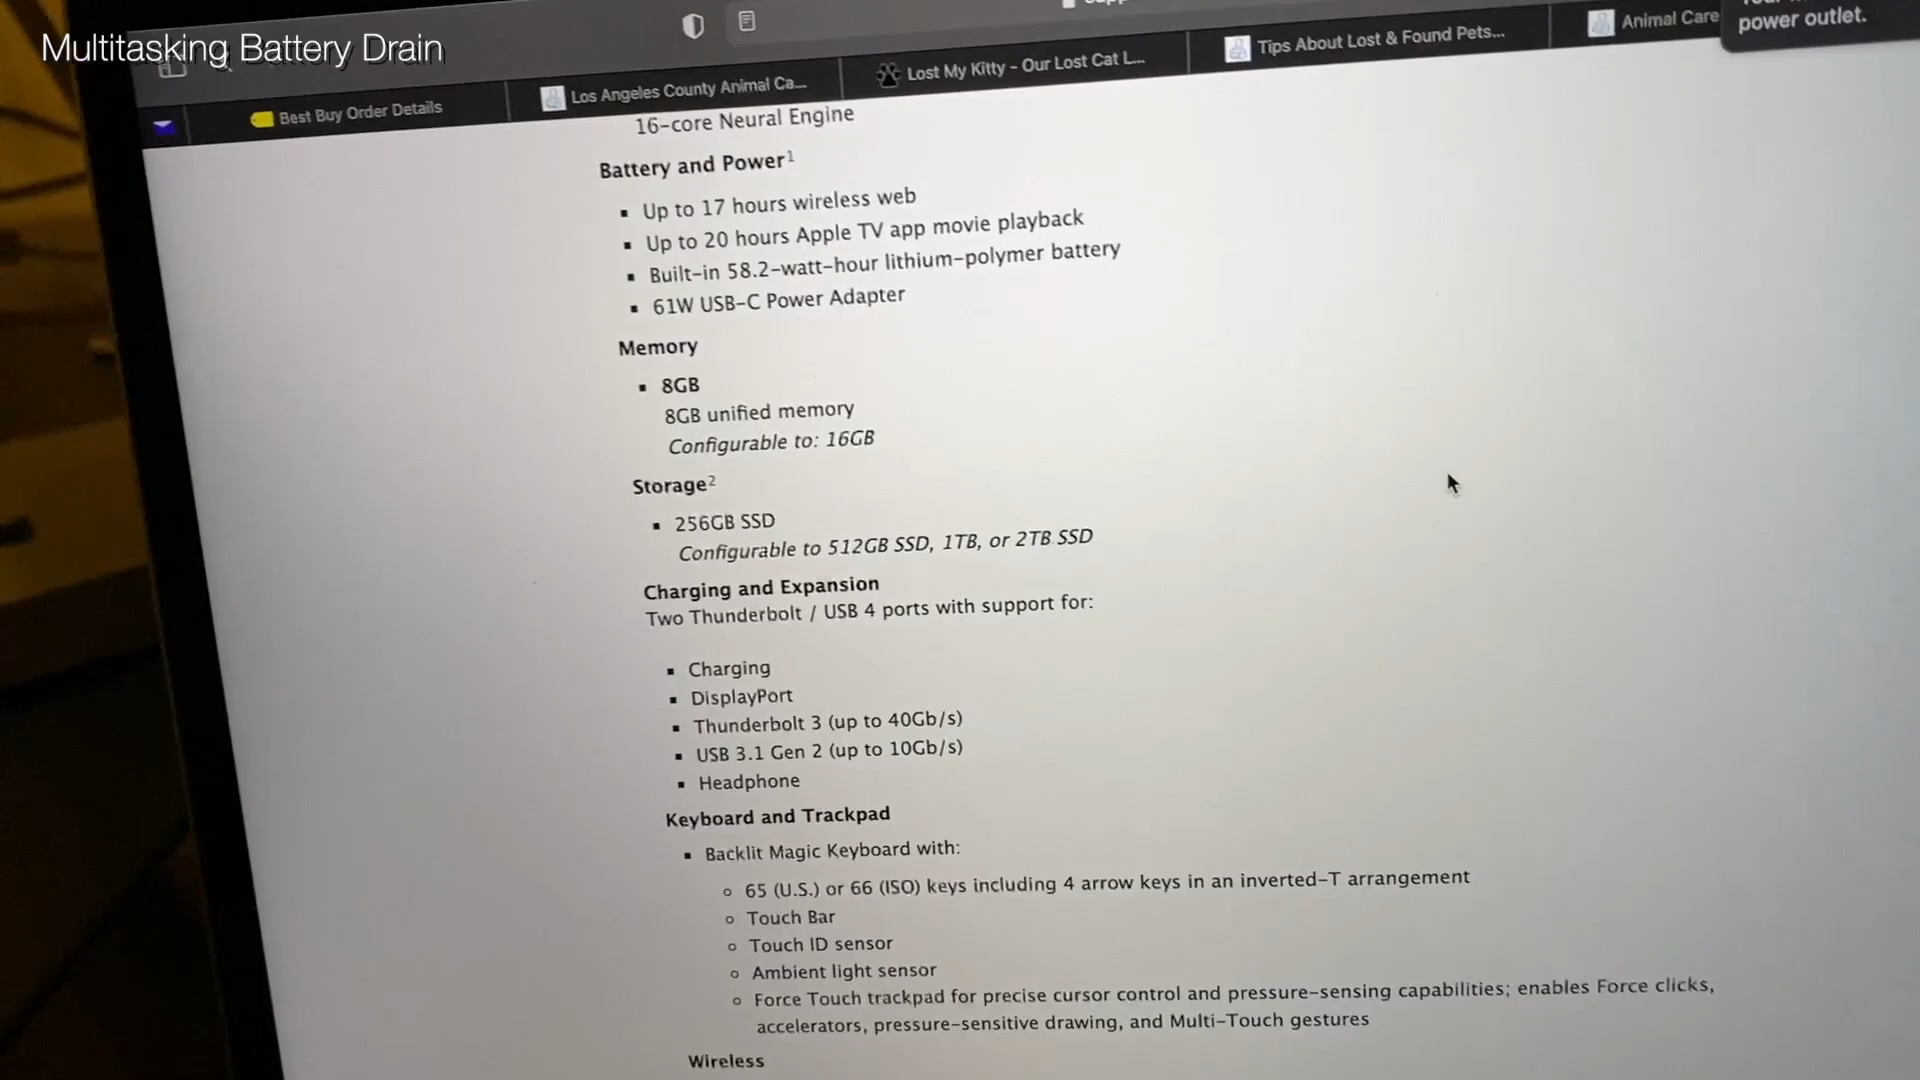 Multitasking Battery Drain
power outlet.
Best Buy Order Details
Los Angeles County Animal Ca...
Lost My Kitty - Our Lost Cat L...
Tips About Lost & Found Pets...
Animal Care
16-core Neural Engine
Battery and Power1
▪ Up to 17 hours wireless web
▪ Up to 20 hours Apple TV app movie playback
▪ Built-in 58.2-watt-hour lithium-polymer battery
▪ 61W USB-C Power Adapter
Memory
▪ 8GB
8GB unified memory
Configurable to: 16GB
Storage2
▪ 256GB SSD
Configurable to 512GB SSD, 1TB, or 2TB SSD
Charging and Expansion
Two Thunderbolt / USB 4 ports with support for:
▪ Charging
▪ DisplayPort
▪ Thunderbolt 3 (up to 40Gb/s)
▪ USB 3.1 Gen 2 (up to 10Gb/s)
▪ Headphone
Keyboard and Trackpad
▪ Backlit Magic Keyboard with:
○ 65 (U.S.) or 66 (ISO) keys including 4 arrow keys in an inverted-T arrangement
○ Touch Bar
○ Touch ID sensor
○ Ambient light sensor
○ Force Touch trackpad for precise cursor control and pressure-sensing capabilities; enables Force clicks,
accelerators, pressure-sensitive drawing, and Multi-Touch gestures
Wireless